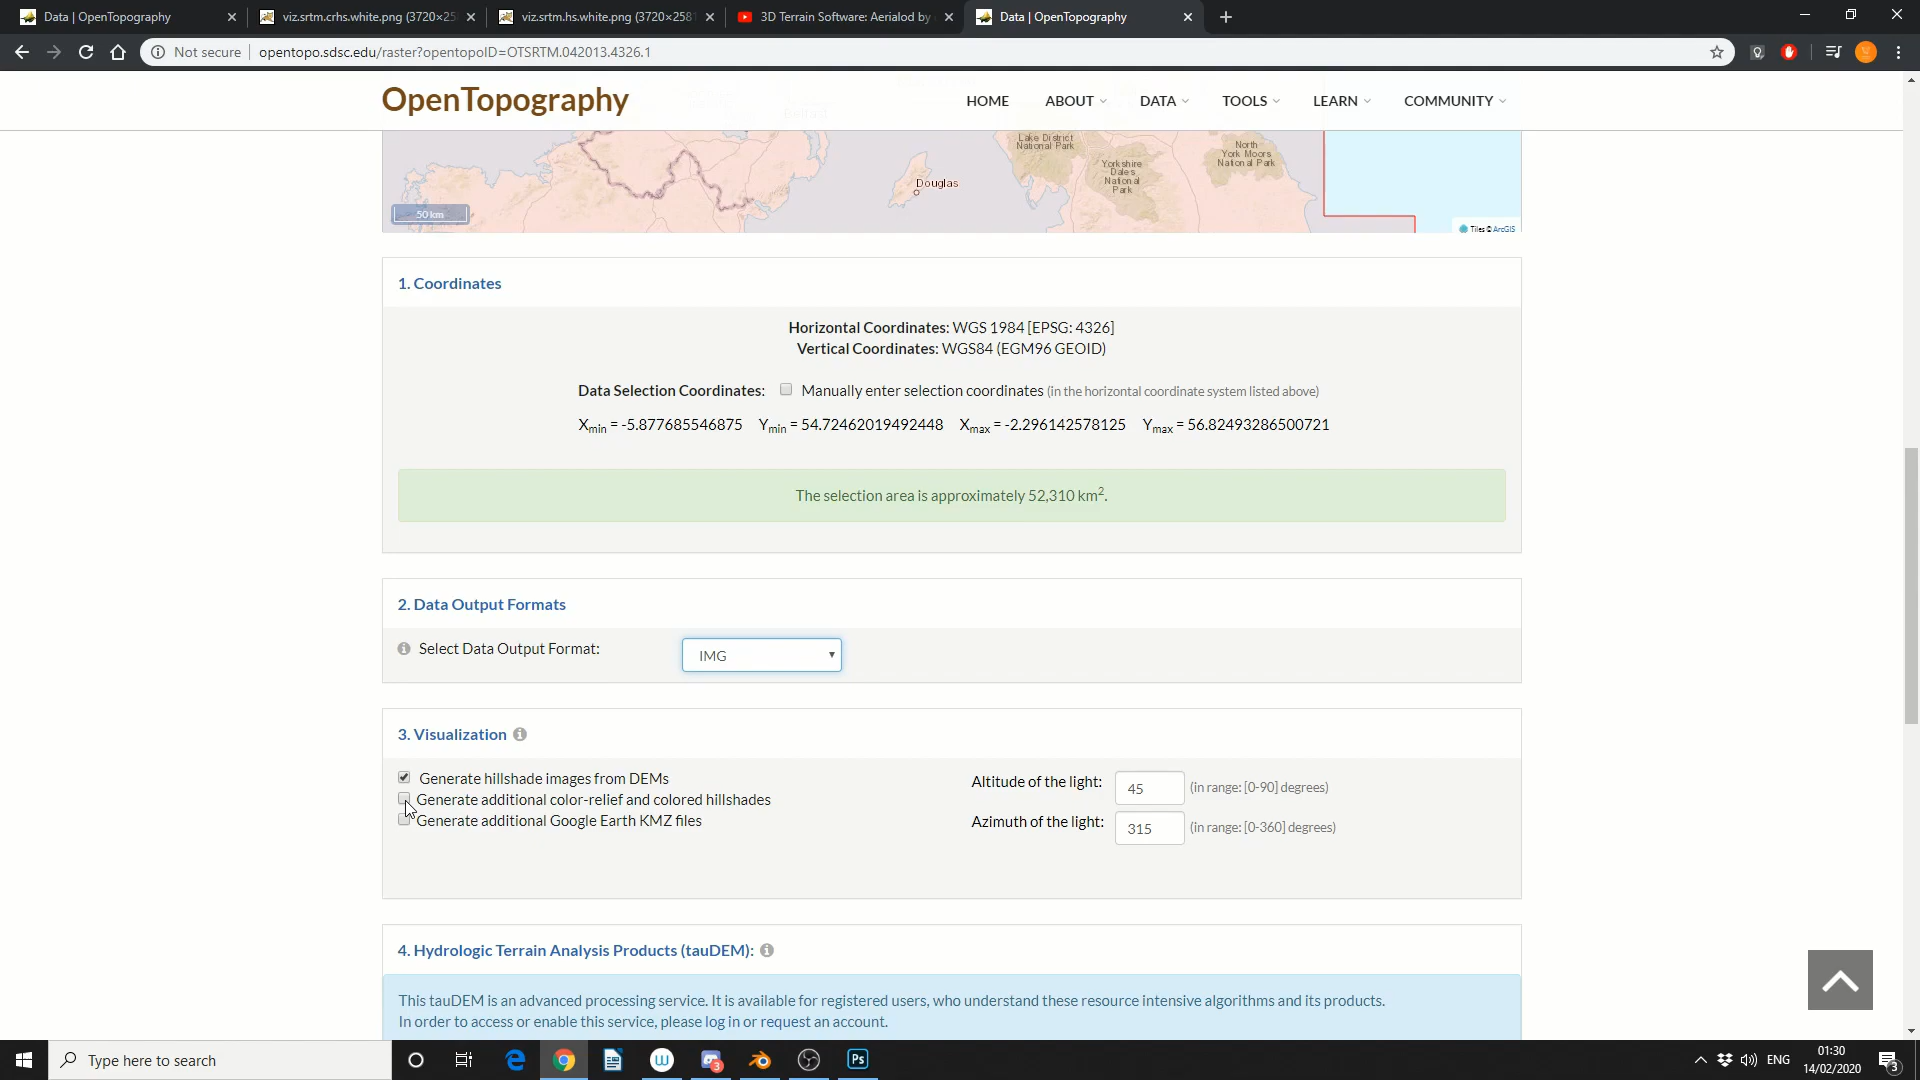 Data | OpenTopography
viz.srtm.crhs.white.png (3720×25
viz.srtm.hs.white.png (3720×2581
3D Terrain Software: Aerialod by
Data | OpenTopography
Not secure
opentopo.sdsc.edu/raster?opentopoID=OTSRTM.042013.4326.1
OpenTopography
HOME
ABOUT
DATA
TOOLS
LEARN
COMMUNITY
Lake District
National Park
Yorkshire
Dales
National
Park
North
York Moors
National Park
Douglas
50 km
Tiles © ArcGIS
1. Coordinates
Horizontal Coordinates: WGS 1984 [EPSG: 4326]
Vertical Coordinates: WGS84 (EGM96 GEOID)
Data Selection Coordinates: Manually enter selection coordinates (in the horizontal coordinate system listed above)
Xmin = -5.877685546875 Ymin = 54.72462019492448 Xmax = -2.296142578125 Ymax = 56.82493286500721
The selection area is approximately 52,310 km2.
2. Data Output Formats
Select Data Output Format:
IMG
3. Visualization
Generate hillshade images from DEMs
Generate additional color-relief and colored hillshades
Generate additional Google Earth KMZ files
Altitude of the light: 45 (in range: [0-90] degrees)
Azimuth of the light: 315 (in range: [0-360] degrees)
4. Hydrologic Terrain Analysis Products (tauDEM):
This tauDEM is an advanced processing service. It is available for registered users, who understand these resource intensive algorithms and its products.
In order to access or enable this service, please log in or request an account.
Type here to search
3
Ps
ENG
01:30
14/02/2020
3